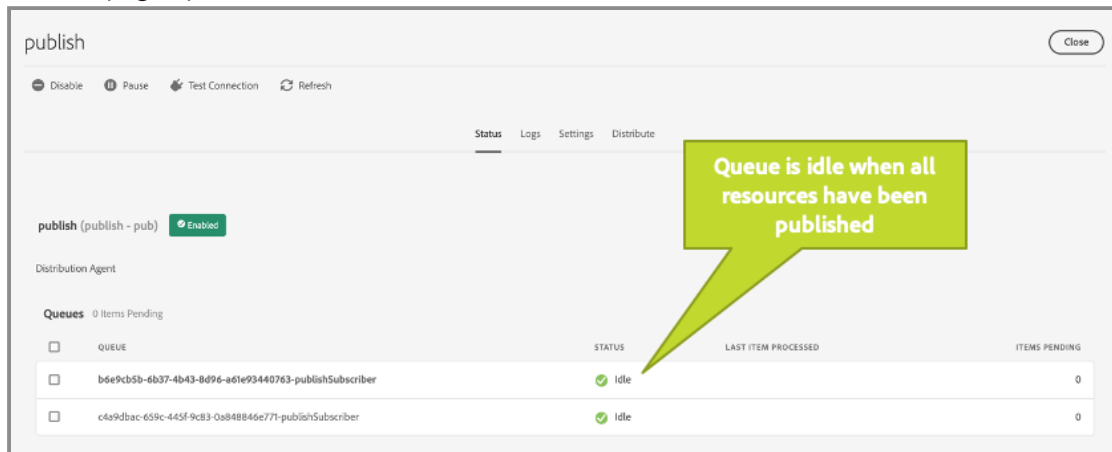 publish
Close
Disable Pause Test Connection Refresh
Status Logs Settings Distribute
Queue is idle when all
resources have been
published
publish (publish - pub) Enabled
Distribution Agent
Queues 0 Items Pending
QUEUE STATUS LAST ITEM PROCESSED ITEMS PENDING
b6e9cb5b-6b37-4b43-8d96-a61e93440763-publishSubscriber Idle 0
c4a9dbac-659c-445f-9c83-0a848846e771-publishSubscriber Idle 0